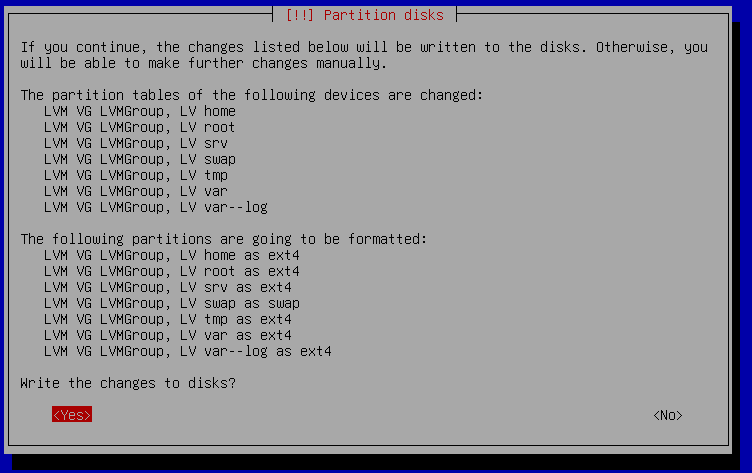 [!!] Partition disks
If you continue, the changes listed below will be written to the disks. Otherwise, you
will be able to make further changes manually.
The partition tables of the following devices are changed:
LVM VG LVMGroup, LV home
LVM VG LVMGroup, LV root
LVM VG LVMGroup, LV srv
LVM VG LVMGroup, LV swap
LVM VG LVMGroup, LV tmp
LVM VG LVMGroup, LV var
LVM VG LVMGroup, LV var--log
The following partitions are going to be formatted:
LVM VG LVMGroup, LV home as ext4
LVM VG LVMGroup, LV root as ext4
LVM VG LVMGroup, LV srv as ext4
LVM VG LVMGroup, LV swap as swap
LVM VG LVMGroup, LV tmp as ext4
LVM VG LVMGroup, LV var as ext4
LVM VG LVMGroup, LV var--log as ext4
Write the changes to disks?
<Yes> <No>